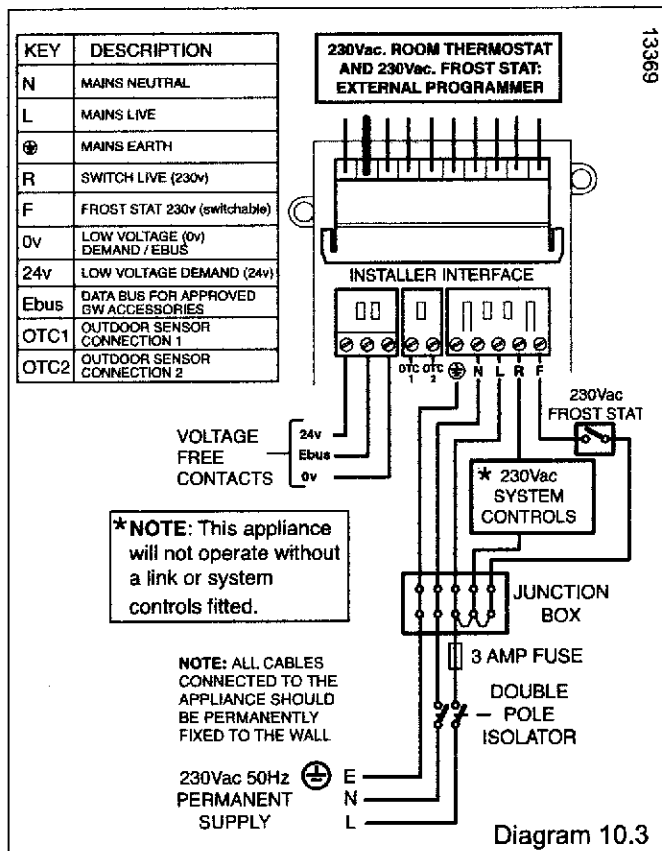 KEY DESCRIPTION
N MAINS NEUTRAL
L MAINS LIVE
MAINS EARTH
R SWITCH LIVE (230v)
F FROST STAT 230v (switchable)
0v LOW VOLTAGE (0v)
DEMAND / EBUS
24v LOW VOLTAGE DEMAND (24v)
Ebus DATA BUS FOR APPROVED
GW ACCESSORIES
OTC1 OUTDOOR SENSOR
CONNECTION 1
OTC2 OUTDOOR SENSOR
CONNECTION 2
230Vac. ROOM THERMOSTAT
AND 230Vac. FROST STAT:
EXTERNAL PROGRAMMER
13369
INSTALLER INTERFACE
OTC 1 OTC 2 N L R F
230Vac
FROST STAT
VOLTAGE
FREE
CONTACTS
24v
Ebus
0v
* 230Vac
SYSTEM
CONTROLS
*NOTE: This appliance
will not operate without
a link or system
controls fitted.
JUNCTION
BOX
3 AMP FUSE
NOTE: ALL CABLES
CONNECTED TO THE
APPLIANCE SHOULD
BE PERMANENTLY
FIXED TO THE WALL
DOUBLE
POLE
ISOLATOR
230Vac 50Hz
PERMANENT
SUPPLY
E
N
L
Diagram 10.3